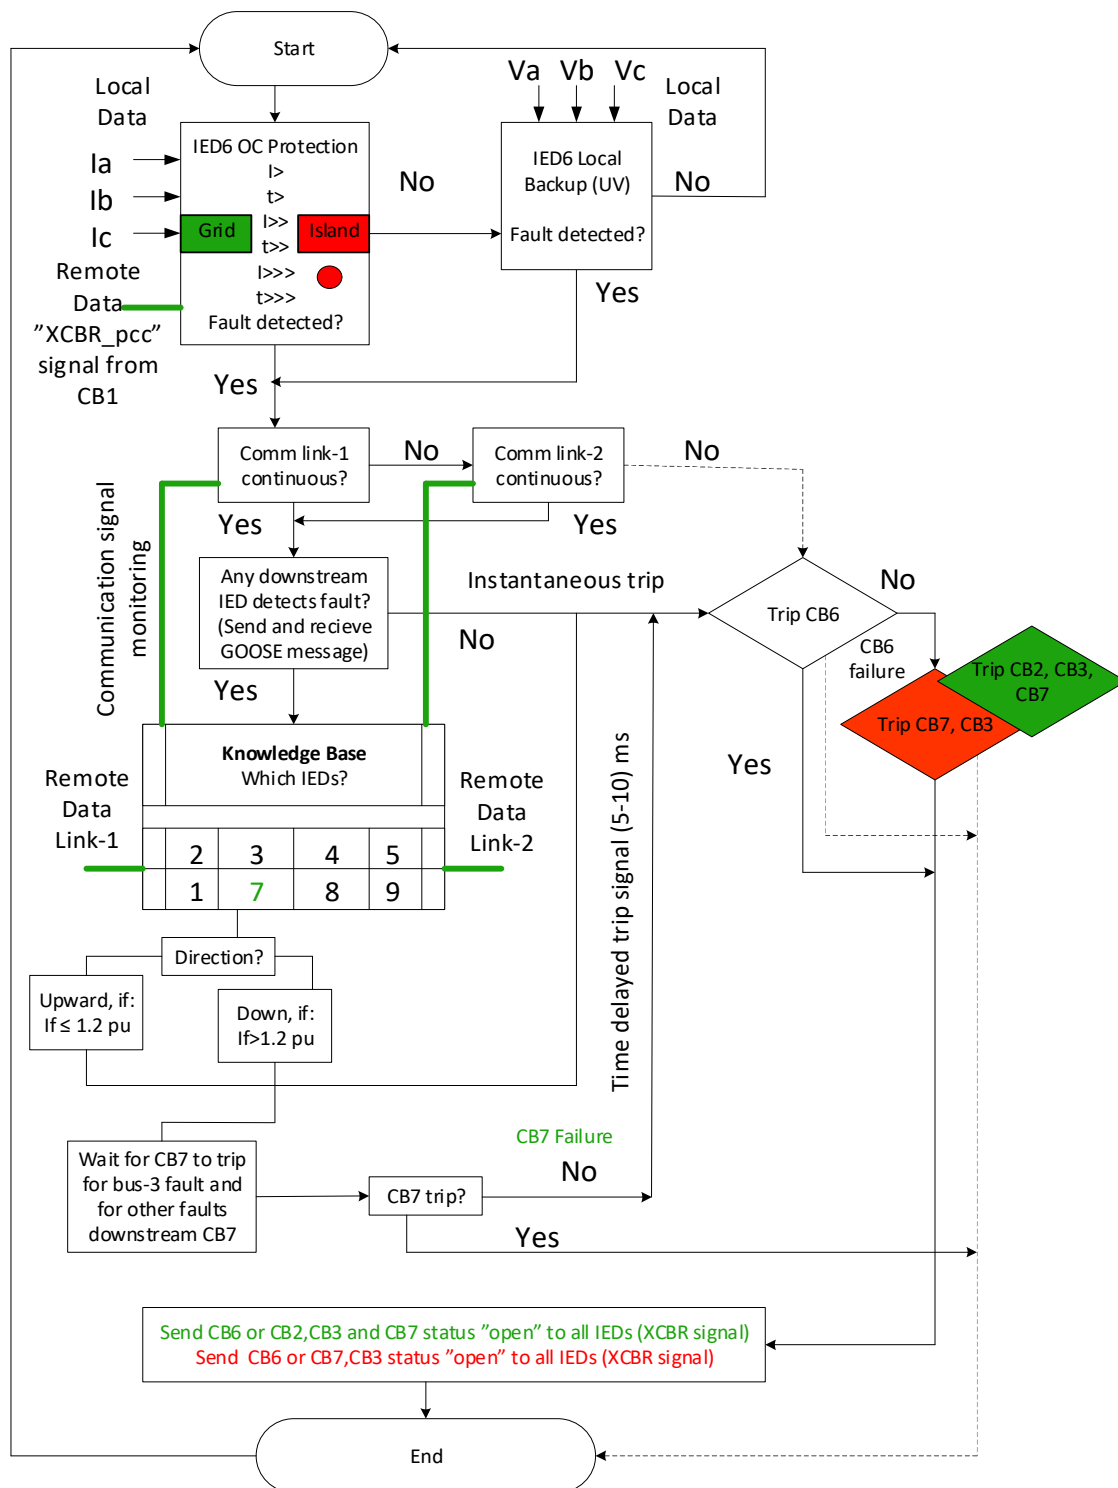 Start
Local
Data
Va
Vb
Vc
Local
Data
Ia
Ib
Ic
Remote
Data
”XCBR_pcc”
signal from
CB1
IED6 OC Protection
I>
t>
I>>
t>>
I>>>
t>>>
Grid
Island
Fault detected?
No
IED6 Local
Backup (UV)
Fault detected?
No
Yes
Yes
Comm link-1
continuous?
No
Comm link-2
continuous?
No
Yes
Yes
Communication signal
monitoring
Any downstream
IED detects fault?
(Send and recieve
GOOSE message)
Instantaneous trip
No
Yes
Trip CB6
No
CB6
failure
Yes
Trip CB2, CB3,
CB7
Trip CB7, CB3
Knowledge Base
Which IEDs?
Remote
Data
Link-1
Remote
Data
Link-2
2 3 4 5
1 7 8 9
Time delayed trip signal (5-10) ms
Direction?
Upward, if:
If ≤ 1.2 pu
Down, if:
If>1.2 pu
Wait for CB7 to trip
for bus-3 fault and
for other faults
downstream CB7
CB7 trip?
CB7 Failure
No
Yes
Send CB6 or CB2,CB3 and CB7 status ”open” to all IEDs (XCBR signal)
Send CB6 or CB7,CB3 status ”open” to all IEDs (XCBR signal)
End